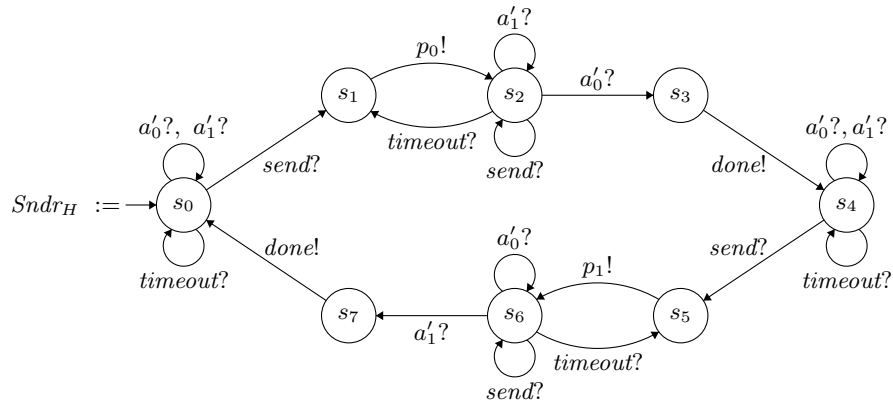 a′₁?
p₀!
s₁
s₂
a′₀?
s₃
timeout?
a′₀?, a′₁?
send?
send?
done!
a′₀?, a′₁?
Sndr_H :=
s₀
s₄
timeout?
done!
a′₀?
p₁!
send?
timeout?
s₇
a′₁?
s₆
s₅
timeout?
send?